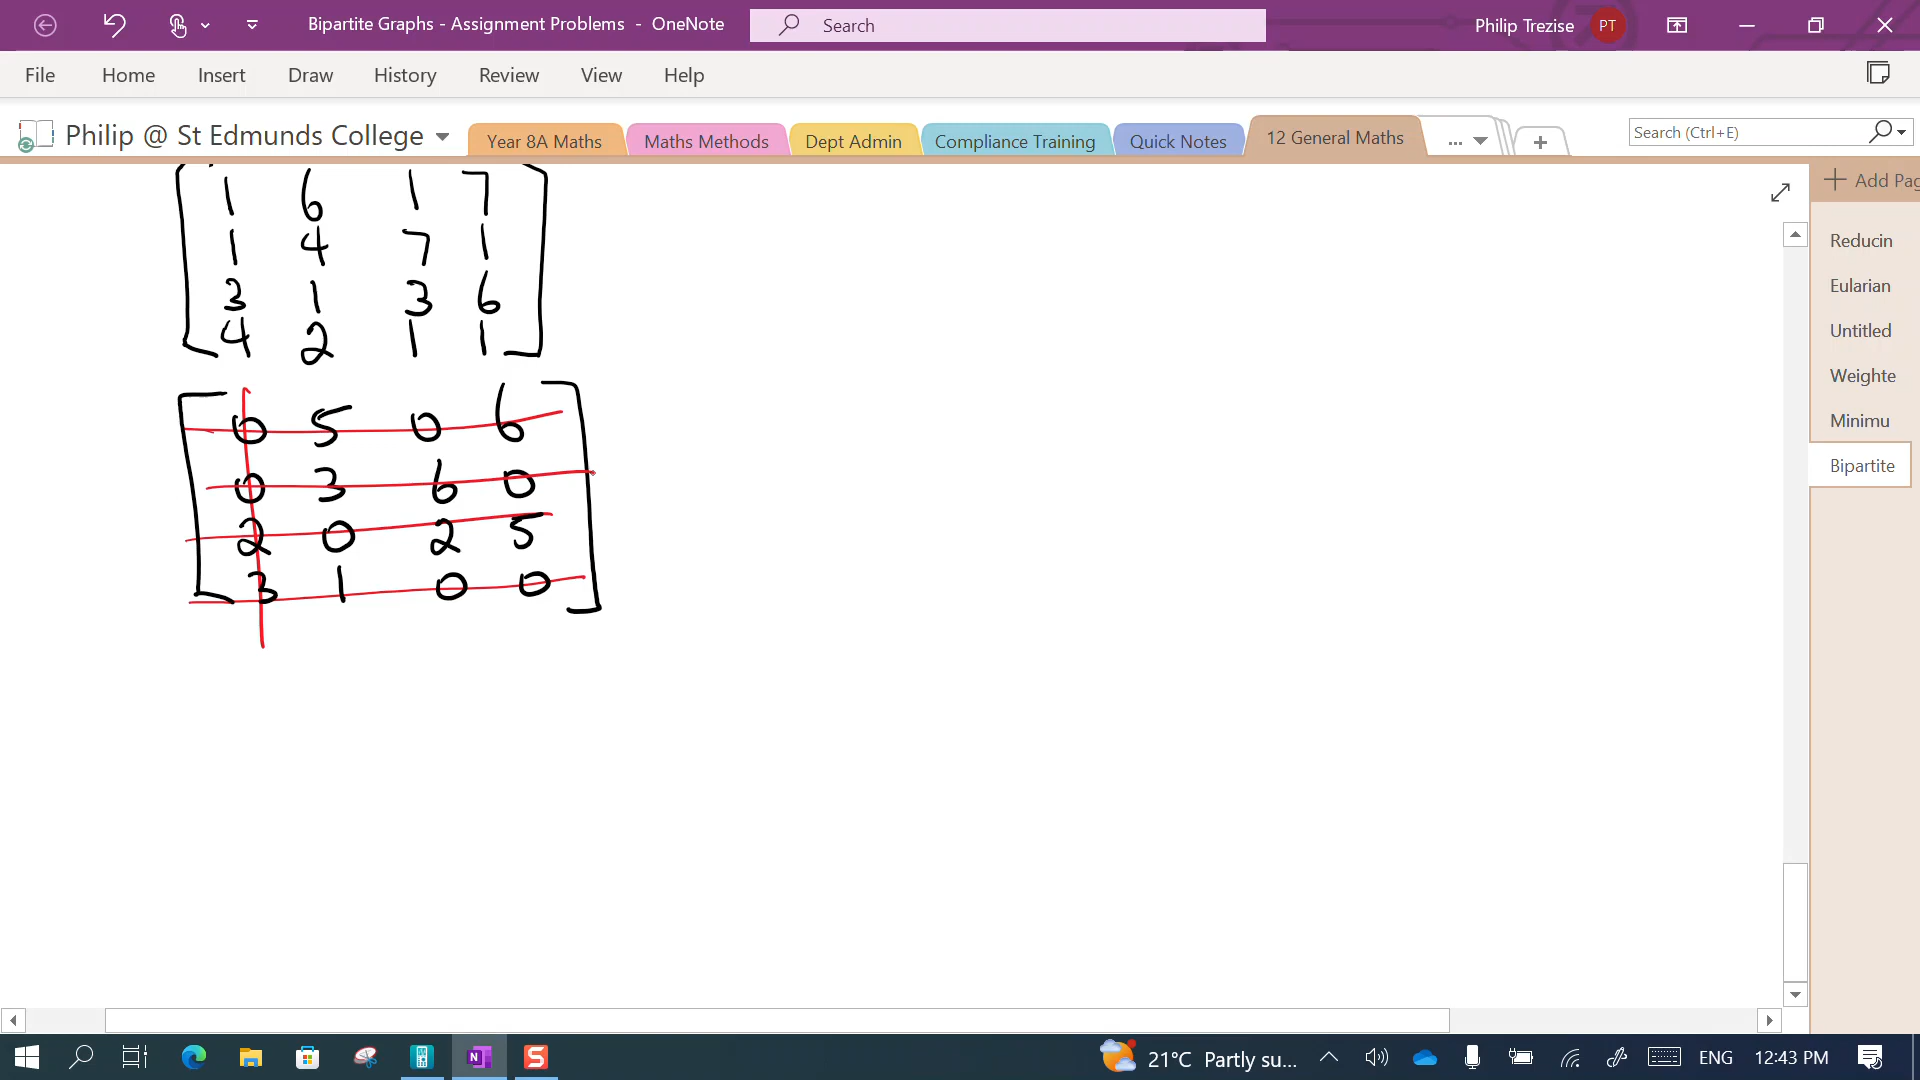 Bipartite Graphs - Assignment Problems - OneNote
Search
Philip Trezise PT
File Home Insert Draw History Review View Help
Philip @ St Edmunds College
Year 8A Maths Maths Methods Dept Admin Compliance Training Quick Notes 12 General Maths ... +
Search (Ctrl+E)
Add Pag
Reducin
Eularian
Untitled
Weighte
Minimu
Bipartite
1 6 1 7
1 4 7 1
3 1 3 6
4 2 1 1
0 5 0 6
0 3 6 0
2 0 2 5
3 1 0 0
21°C Partly su... ENG 12:43 PM